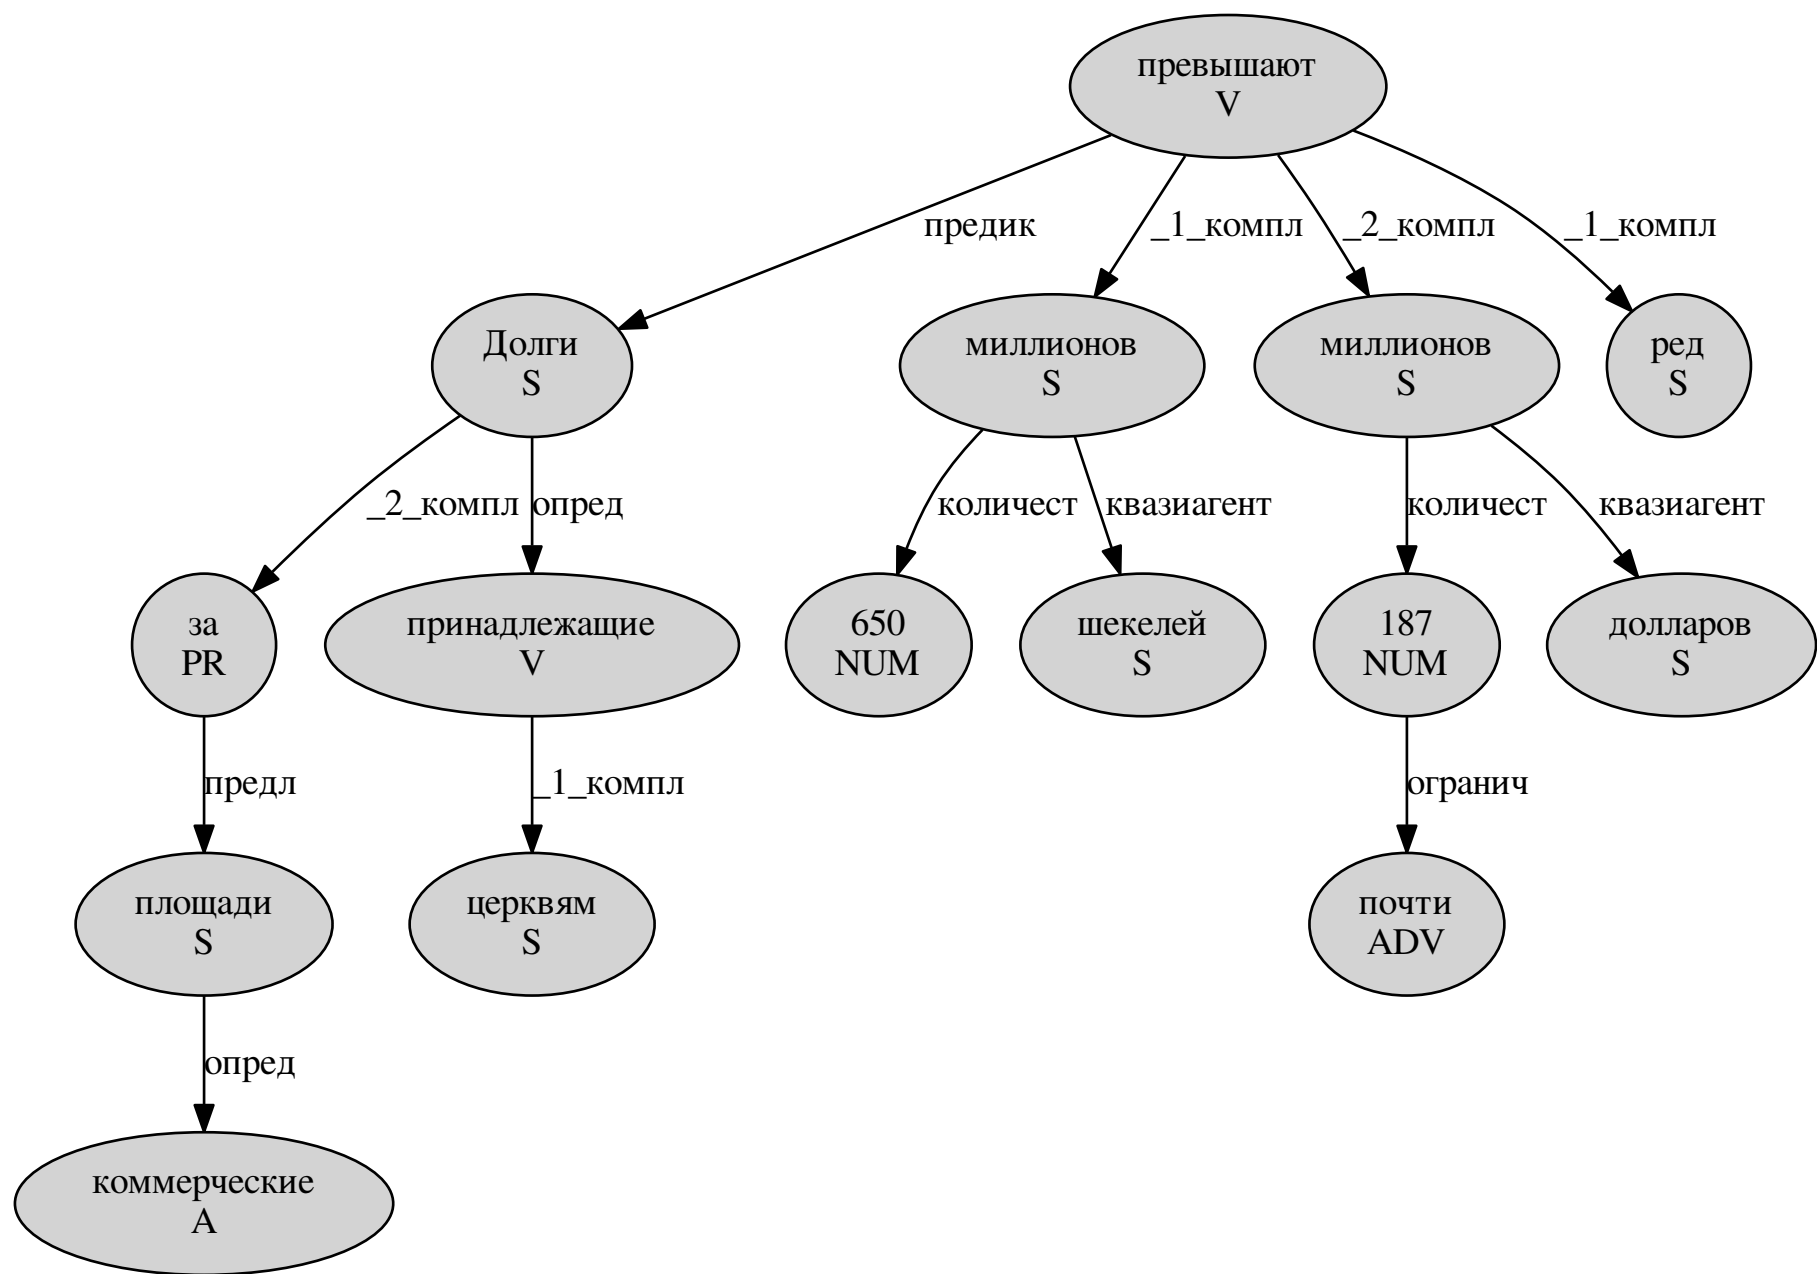 превышают
V
предик
_1_компл
_2_компл
_1_компл
Долги
S
миллионов
S
миллионов
S
ред
S
_2_компл
опред
количест
квазиагент
количест
квазиагент
за
PR
принадлежащие
V
650
NUM
шекелей
S
187
NUM
долларов
S
предл
_1_компл
огранич
площади
S
церквям
S
почти
ADV
опред
коммерческие
A